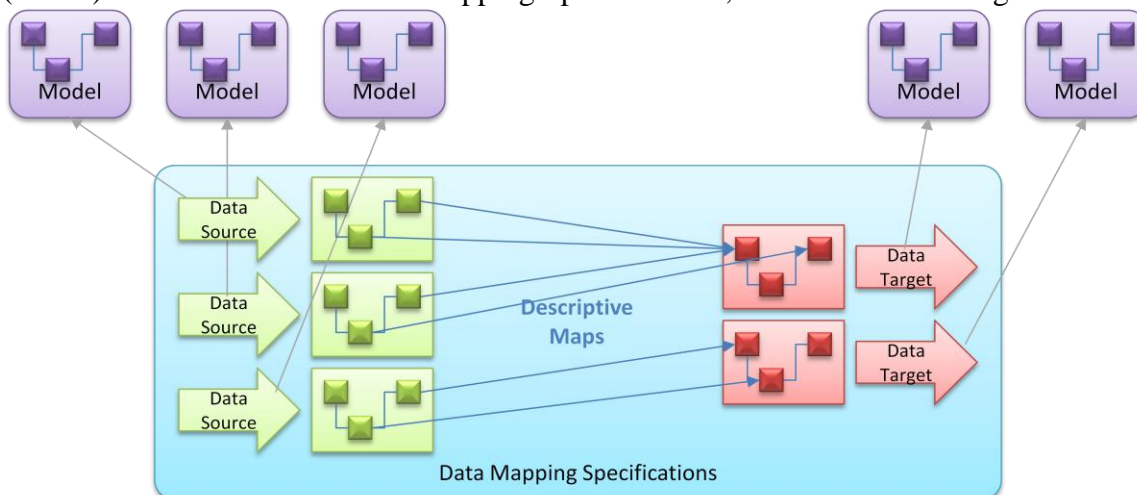 Model
Model
Model
Model
Model
Data
Source
Data
Target
Data
Source
Descriptive
Maps
Data
Target
Data
Source
Data Mapping Specifications